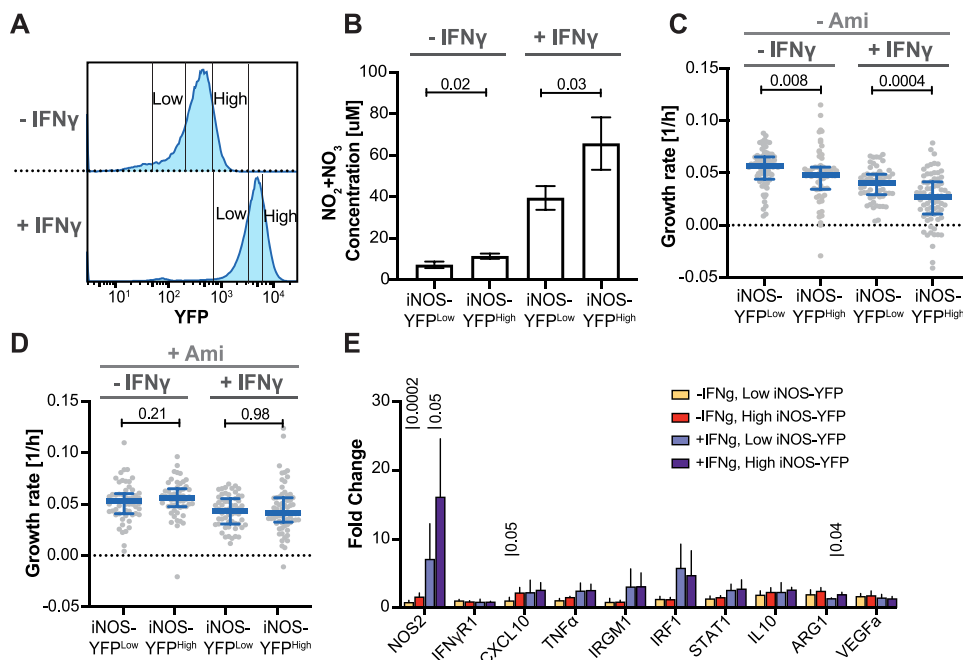 A
- IFNγ
Low
High
+ IFNγ
Low
High
10¹ 10² 10³ 10⁴
YFP
B
- IFNγ
+ IFNγ
0.02
0.03
100
80
60
40
20
0
NO₂+NO₃
Concentration [uM]
iNOS-
YFPLow
iNOS-
YFPHigh
iNOS-
YFPLow
iNOS-
YFPHigh
C
- Ami
- IFNγ
+ IFNγ
0.008
0.0004
0.15
0.10
0.05
0.00
-0.05
Growth rate [1/h]
iNOS-
YFPLow
iNOS-
YFPHigh
iNOS-
YFPLow
iNOS-
YFPHigh
D
+ Ami
- IFNγ
+ IFNγ
0.21
0.98
0.15
0.10
0.05
0.00
-0.05
Growth rate [1/h]
iNOS-
YFPLow
iNOS-
YFPHigh
iNOS-
YFPLow
iNOS-
YFPHigh
E
30
20
10
0
Fold Change
0.0002
0.05
0.05
0.04
-IFNg, Low iNOS-YFP
-IFNg, High iNOS-YFP
+IFNg, Low iNOS-YFP
+IFNg, High iNOS-YFP
NOS2
IFNγR1
CXCL10
TNFα
IRGM1
IRF1
STAT1
IL10
ARG1
VEGFa